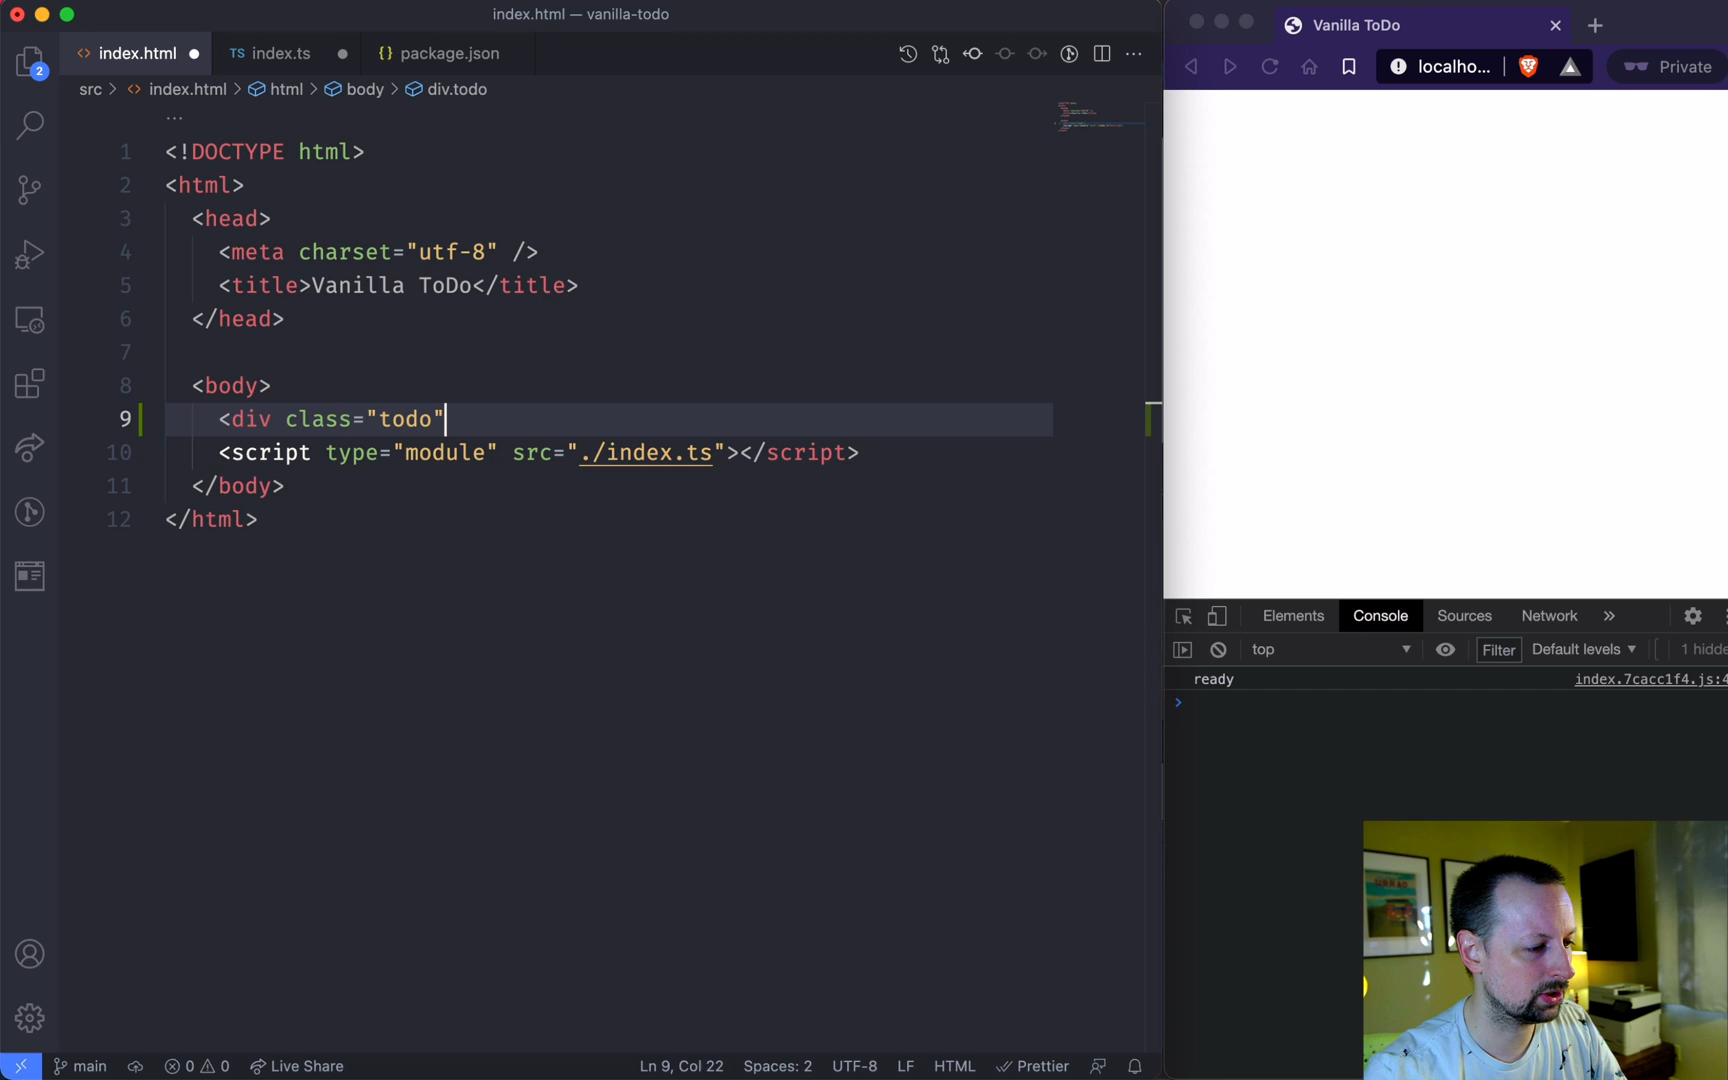 index.html — vanilla-todo
<> index.html
TS index.ts
{} package.json
src > <> index.html > html > body > div.todo
...
1 <!DOCTYPE html>
2 <html>
3 <head>
4 <meta charset="utf-8" />
5 <title>Vanilla ToDo</title>
6 </head>
7
8 <body>
9 <div class="todo"
10 <script type="module" src="./index.ts"></script>
11 </body>
12 </html>
2
main
0
0
Live Share
Ln 9, Col 22
Spaces: 2
UTF-8
LF
HTML
Prettier
Vanilla ToDo
localho...
Private
Elements
Console
Sources
Network
top
Filter
Default levels
1 hidde
ready
index.7cacc1f4.js:4